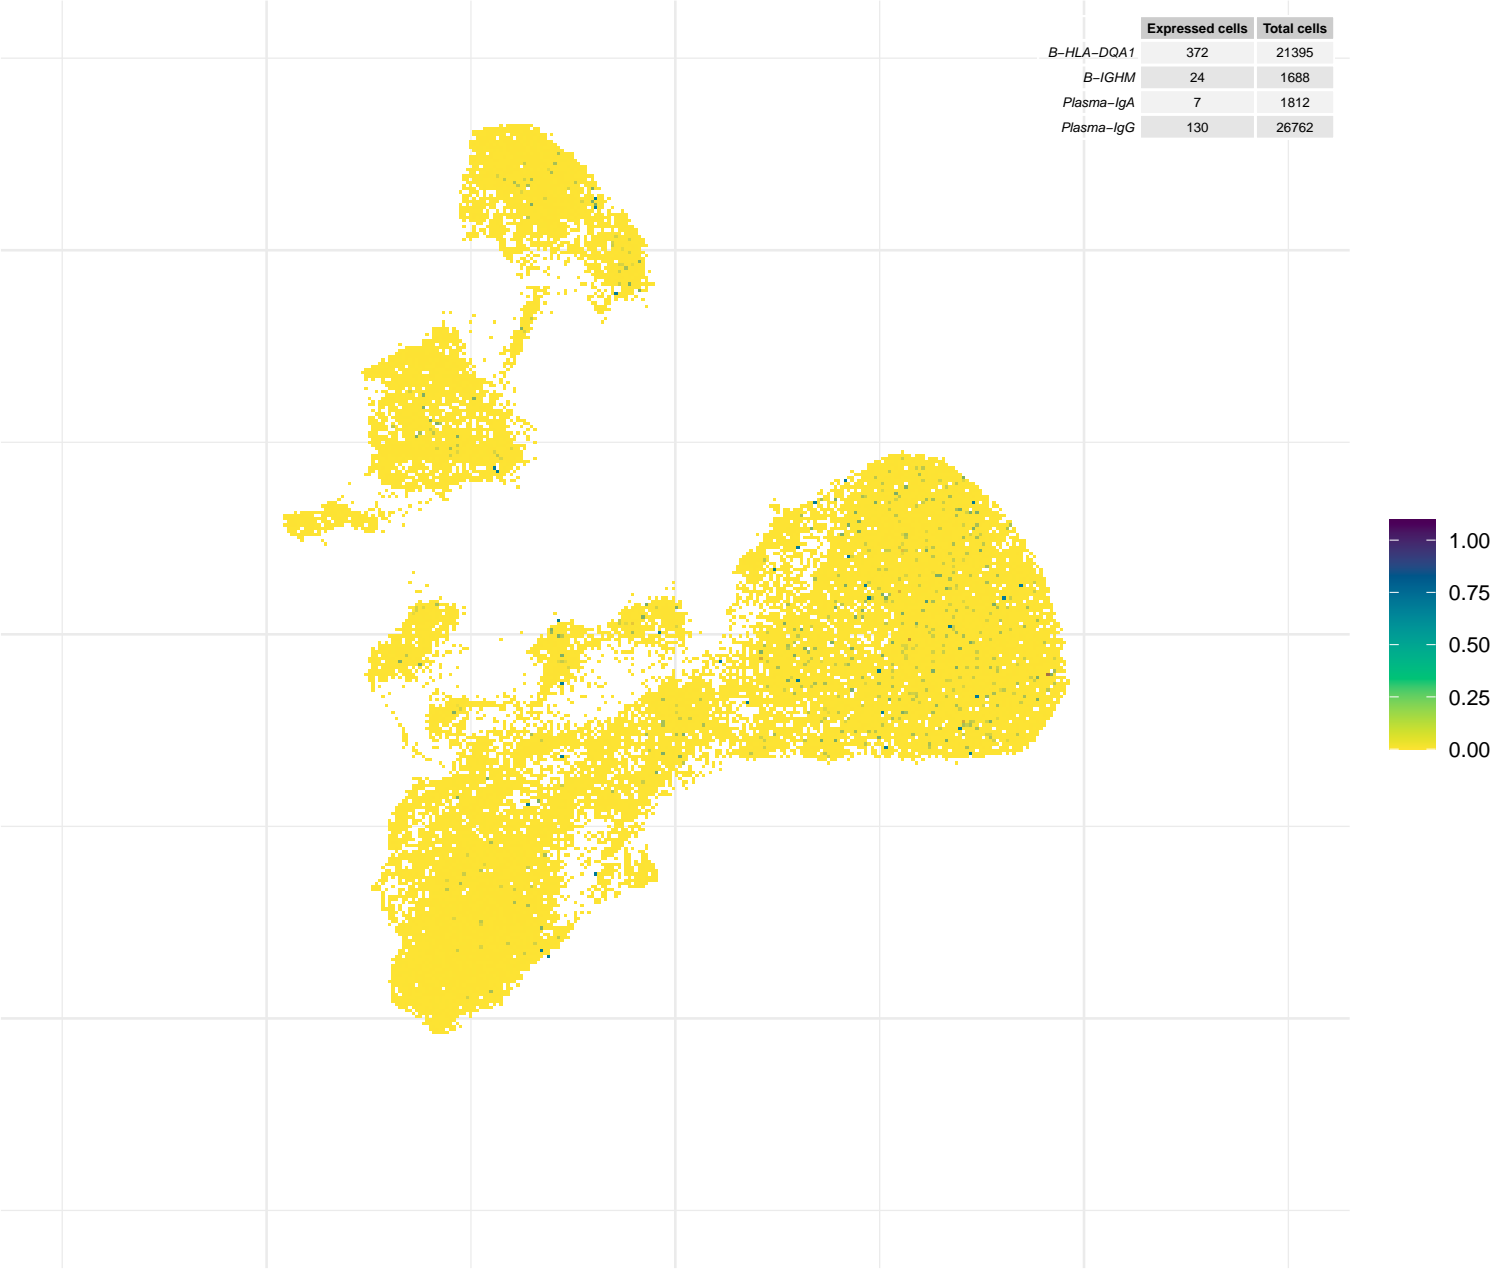 Expressed cells Total cells
B−HLA−DQA1 372 21395
B−IGHM 24 1688
Plasma−IgA 7 1812
Plasma−IgG 130 26762
1.00
0.75
0.50
0.25
0.00